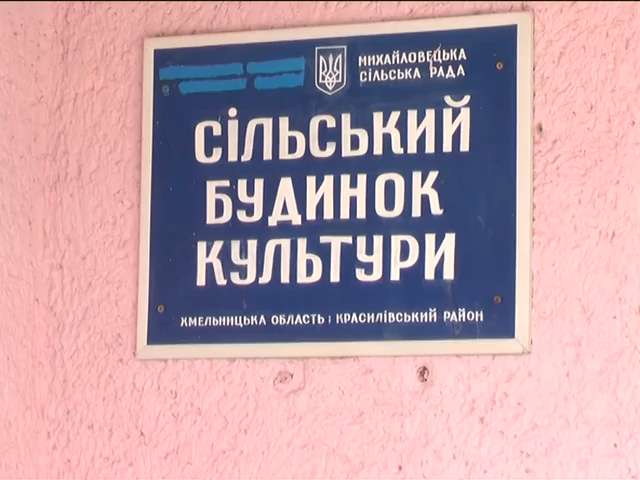 МИХАЙЛОВЕЦЬКА
СІЛЬСЬКА РАДА
СІЛЬСЬКИЙ
БУДИНОК
КУЛЬТУРИ
ХМЕЛЬНИЦЬКА ОБЛАСТЬ ; КРАСИЛІВСЬКИЙ РАЙОН